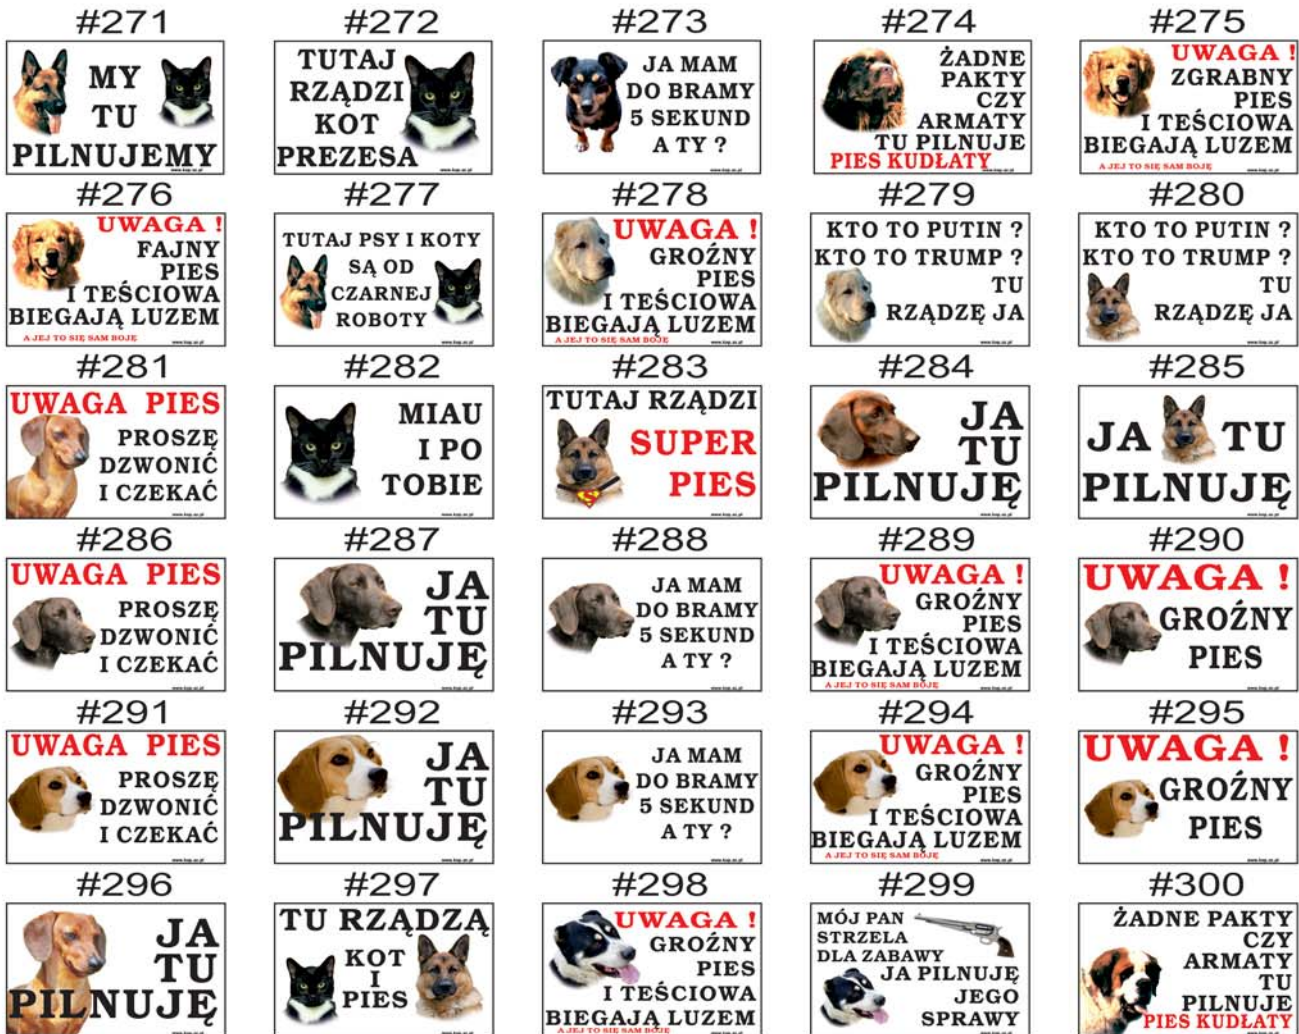 #271
MY
TU
PILNUJEMY
www.kup.az.pl
#272
TUTAJ
RZĄDZI
KOT
PREZESA
#273
JA MAM
DO BRAMY
5 SEKUND
A TY ?
#274
ŻADNE
PAKTY
CZY
ARMATY
TU PILNUJE
PIES KUDŁATY
#275
UWAGA !
ZGRABNY
PIES
I TEŚCIOWA
BIEGAJĄ LUZEM
A JEJ TO SIĘ SAM BOJĘ
#276
UWAGA !
FAJNY
PIES
I TEŚCIOWA
BIEGAJĄ LUZEM
A JEJ TO SIĘ SAM BOJĘ
#277
TUTAJ PSY I KOTY
SĄ OD
CZARNEJ
ROBOTY
#278
UWAGA !
GROŹNY
PIES
I TEŚCIOWA
BIEGAJĄ LUZEM
A JEJ TO SIĘ SAM BOJĘ
#279
KTO TO PUTIN ?
KTO TO TRUMP ?
TU
RZĄDZĘ JA
#280
KTO TO PUTIN ?
KTO TO TRUMP ?
TU
RZĄDZĘ JA
#281
UWAGA PIES
PROSZĘ
DZWONIĆ
I CZEKAĆ
#282
MIAU
I PO
TOBIE
#283
TUTAJ RZĄDZI
SUPER
PIES
S
#284
JA
TU
PILNUJĘ
#285
JA TU
PILNUJĘ
#286
UWAGA PIES
PROSZĘ
DZWONIĆ
I CZEKAĆ
#287
JA
TU
PILNUJĘ
#288
JA MAM
DO BRAMY
5 SEKUND
A TY ?
#289
UWAGA !
GROŹNY
PIES
I TEŚCIOWA
BIEGAJĄ LUZEM
A JEJ TO SIĘ SAM BOJĘ
#290
UWAGA !
GROŹNY
PIES
#291
UWAGA PIES
PROSZĘ
DZWONIĆ
I CZEKAĆ
#292
JA
TU
PILNUJĘ
#293
JA MAM
DO BRAMY
5 SEKUND
A TY ?
#294
UWAGA !
GROŹNY
PIES
I TEŚCIOWA
BIEGAJĄ LUZEM
A JEJ TO SIĘ SAM BOJĘ
#295
UWAGA !
GROŹNY
PIES
#296
JA
TU
PILNUJĘ
#297
TU RZĄDZĄ
KOT
I
PIES
#298
UWAGA !
GROŹNY
PIES
I TEŚCIOWA
BIEGAJĄ LUZEM
A JEJ TO SIĘ SAM BOJĘ
#299
MÓJ PAN
STRZELA
DLA ZABAWY
JA PILNUJĘ
JEGO
SPRAWY
#300
ŻADNE PAKTY
CZY
ARMATY
TU
PILNUJE
PIES KUDŁATY